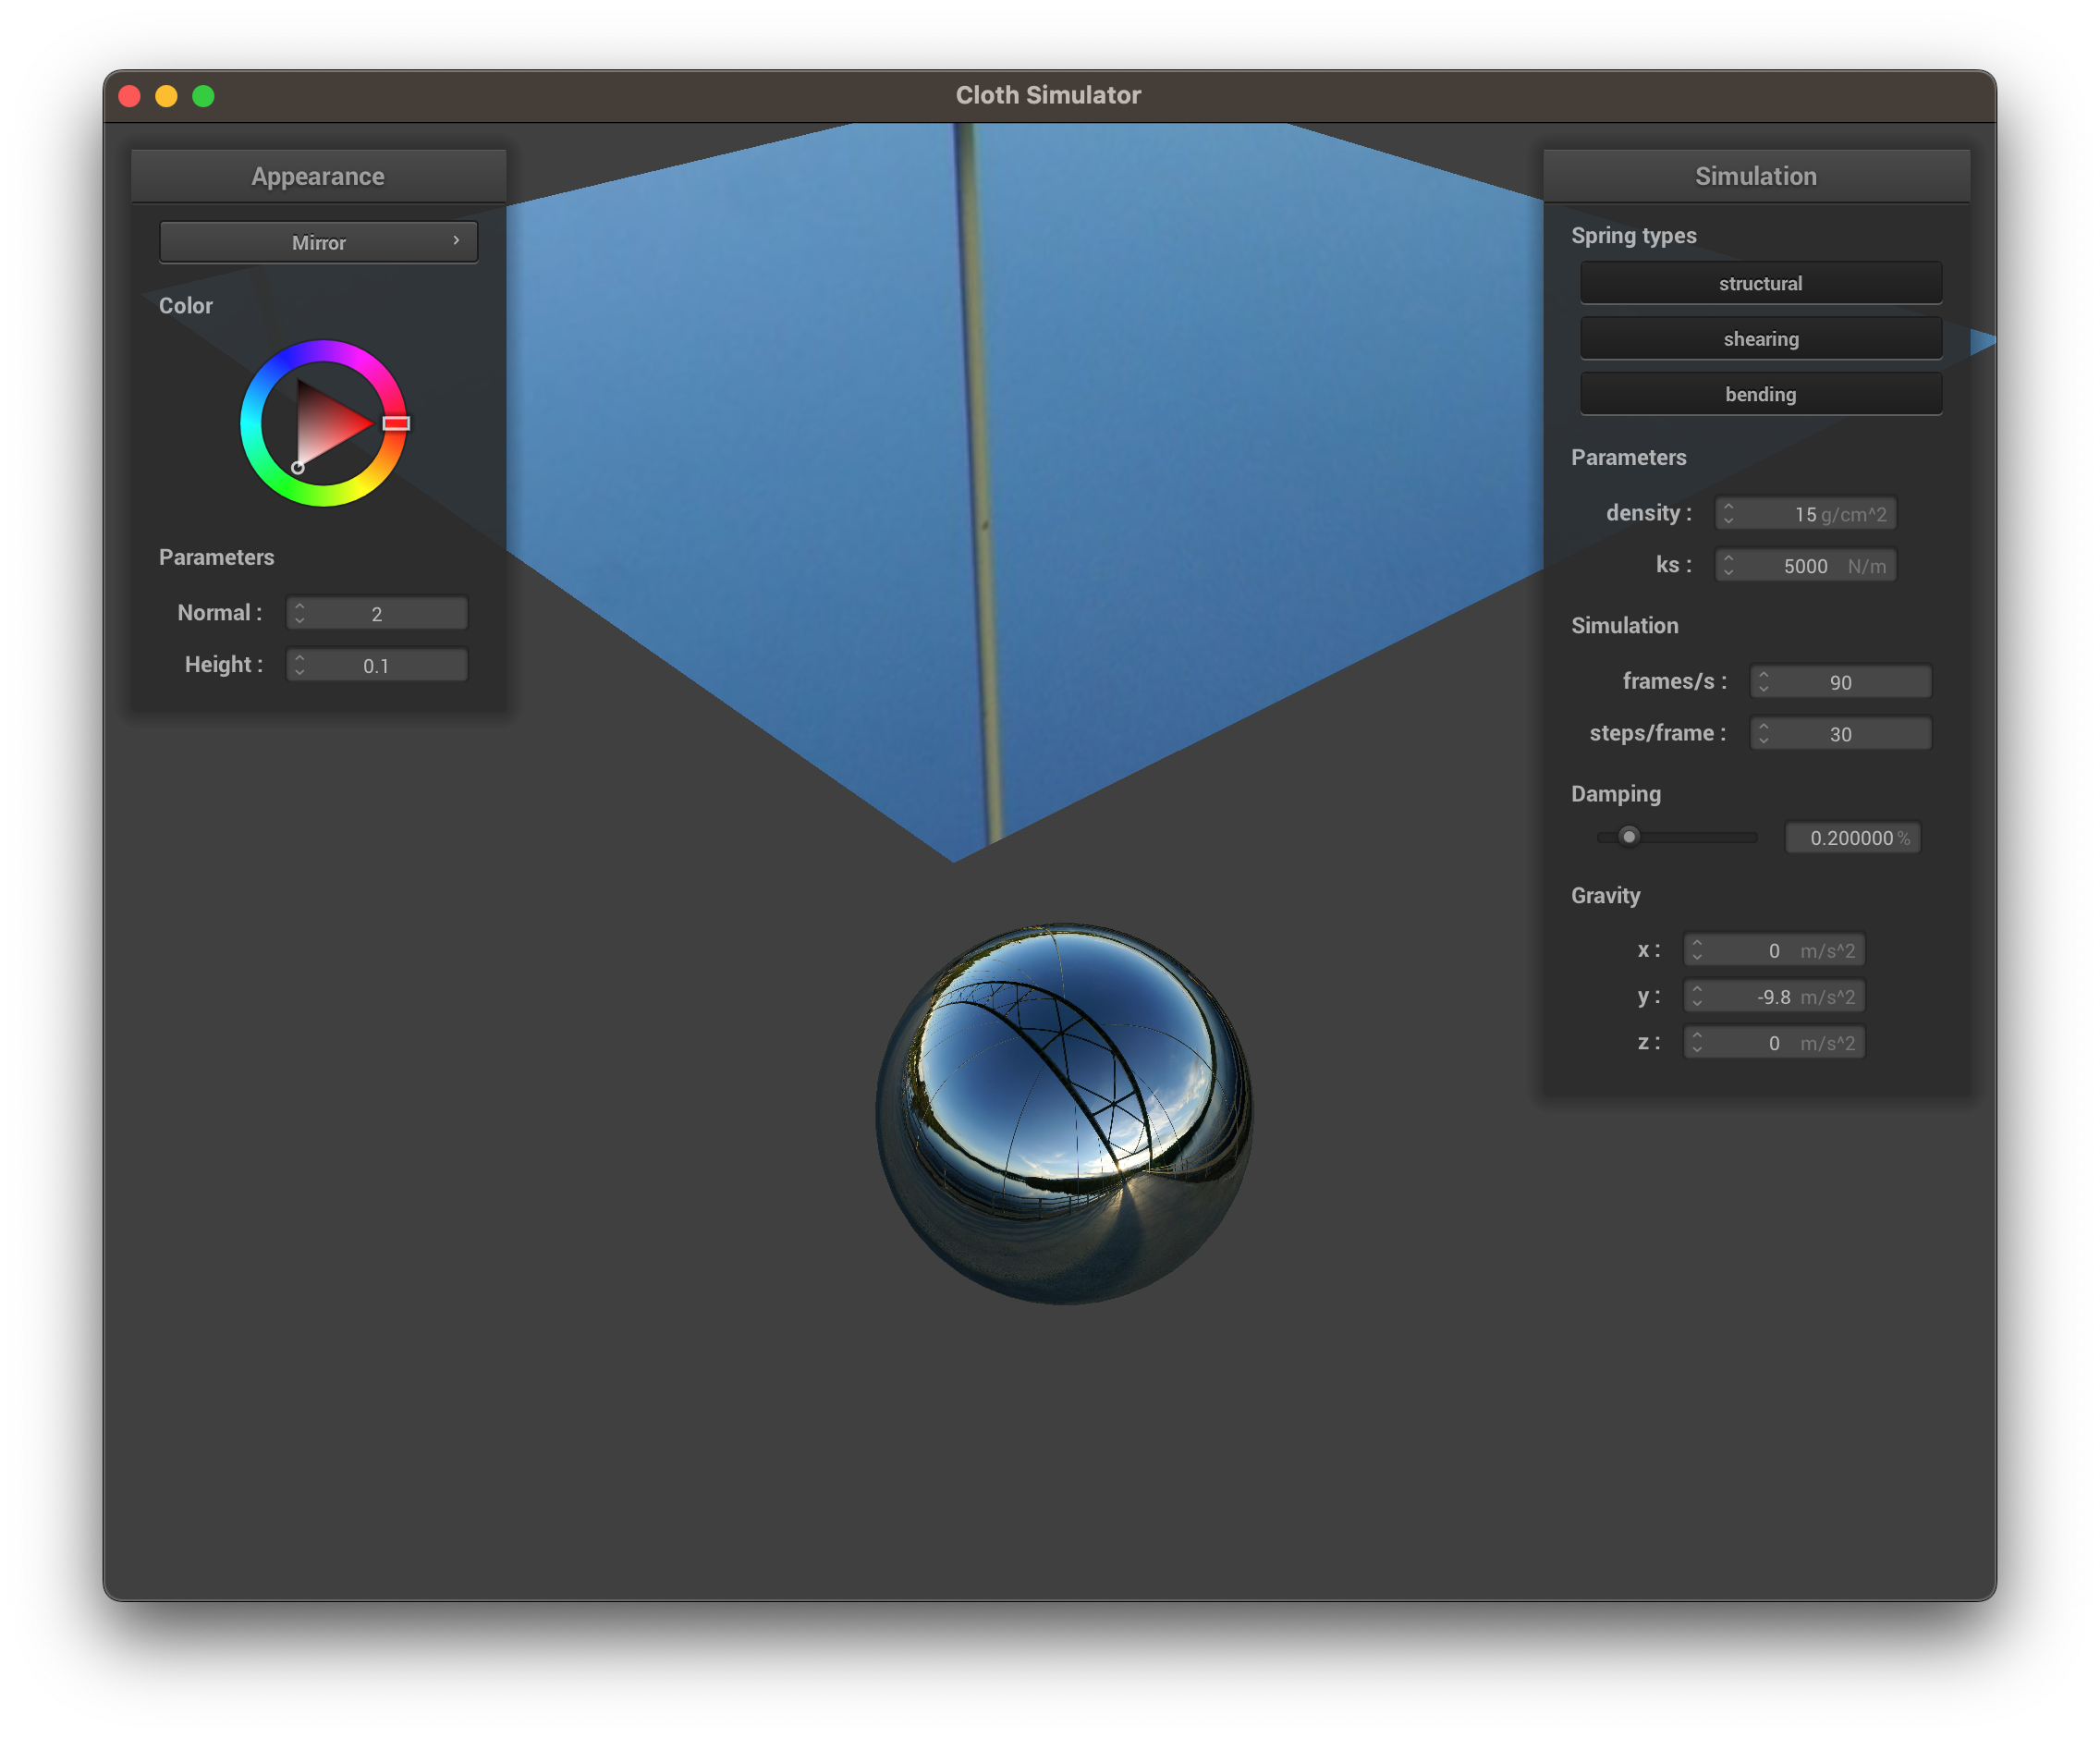 Cloth Simulator
Appearance
Mirror
Color
Parameters
Normal : 2
Height : 0.1
Simulation
Spring types
structural
shearing
bending
Parameters
density : 15 g/cm^2
ks : 5000 N/m
Simulation
frames/s : 90
steps/frame : 30
Damping
0.200000 %
Gravity
x : 0 m/s^2
y : -9.8 m/s^2
z : 0 m/s^2